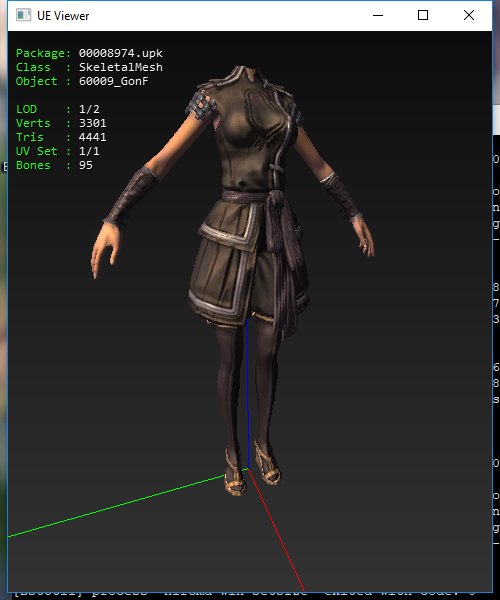 UE Viewer
Package: 00008974.upk
Class : SkeletalMesh
Object : 60009_GonF
LOD : 1/2
Verts : 3301
Tris : 4441
UV Set : 1/1
Bones : 95